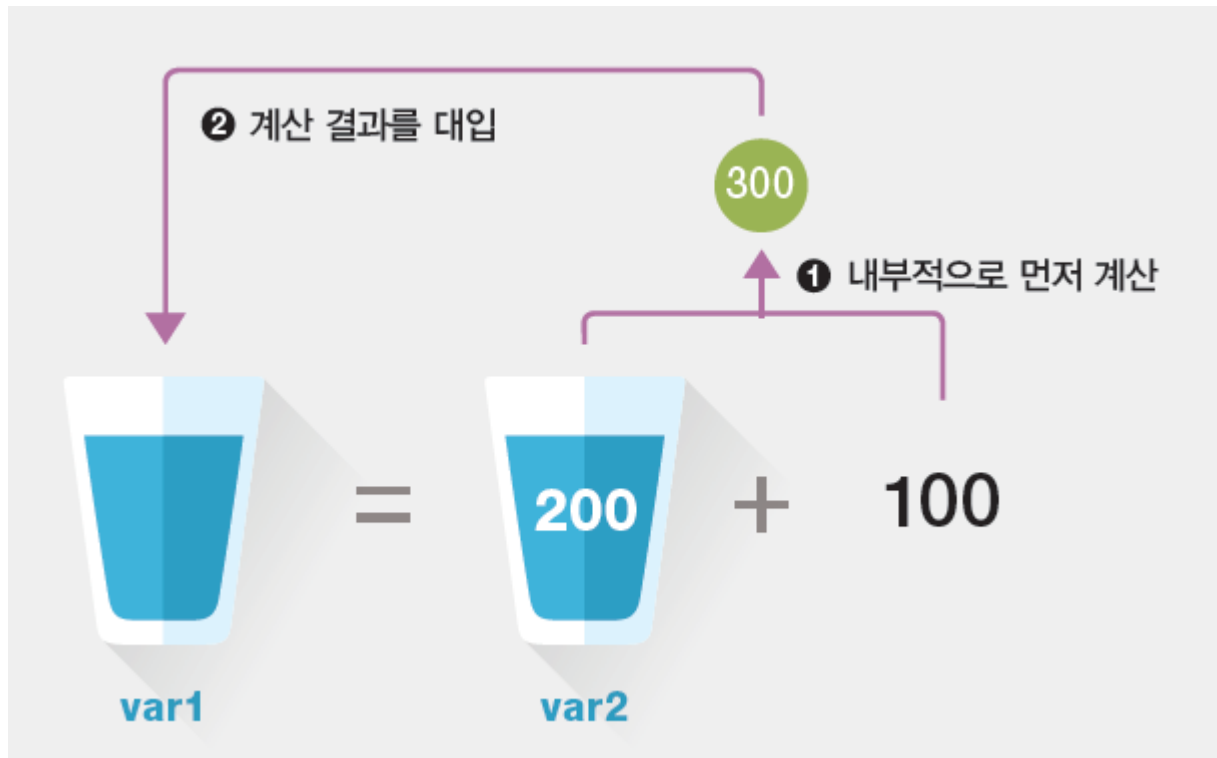 ❷ 계산 결과를 대입
300
❶ 내부적으로 먼저 계산
= 200 + 100
var1 var2